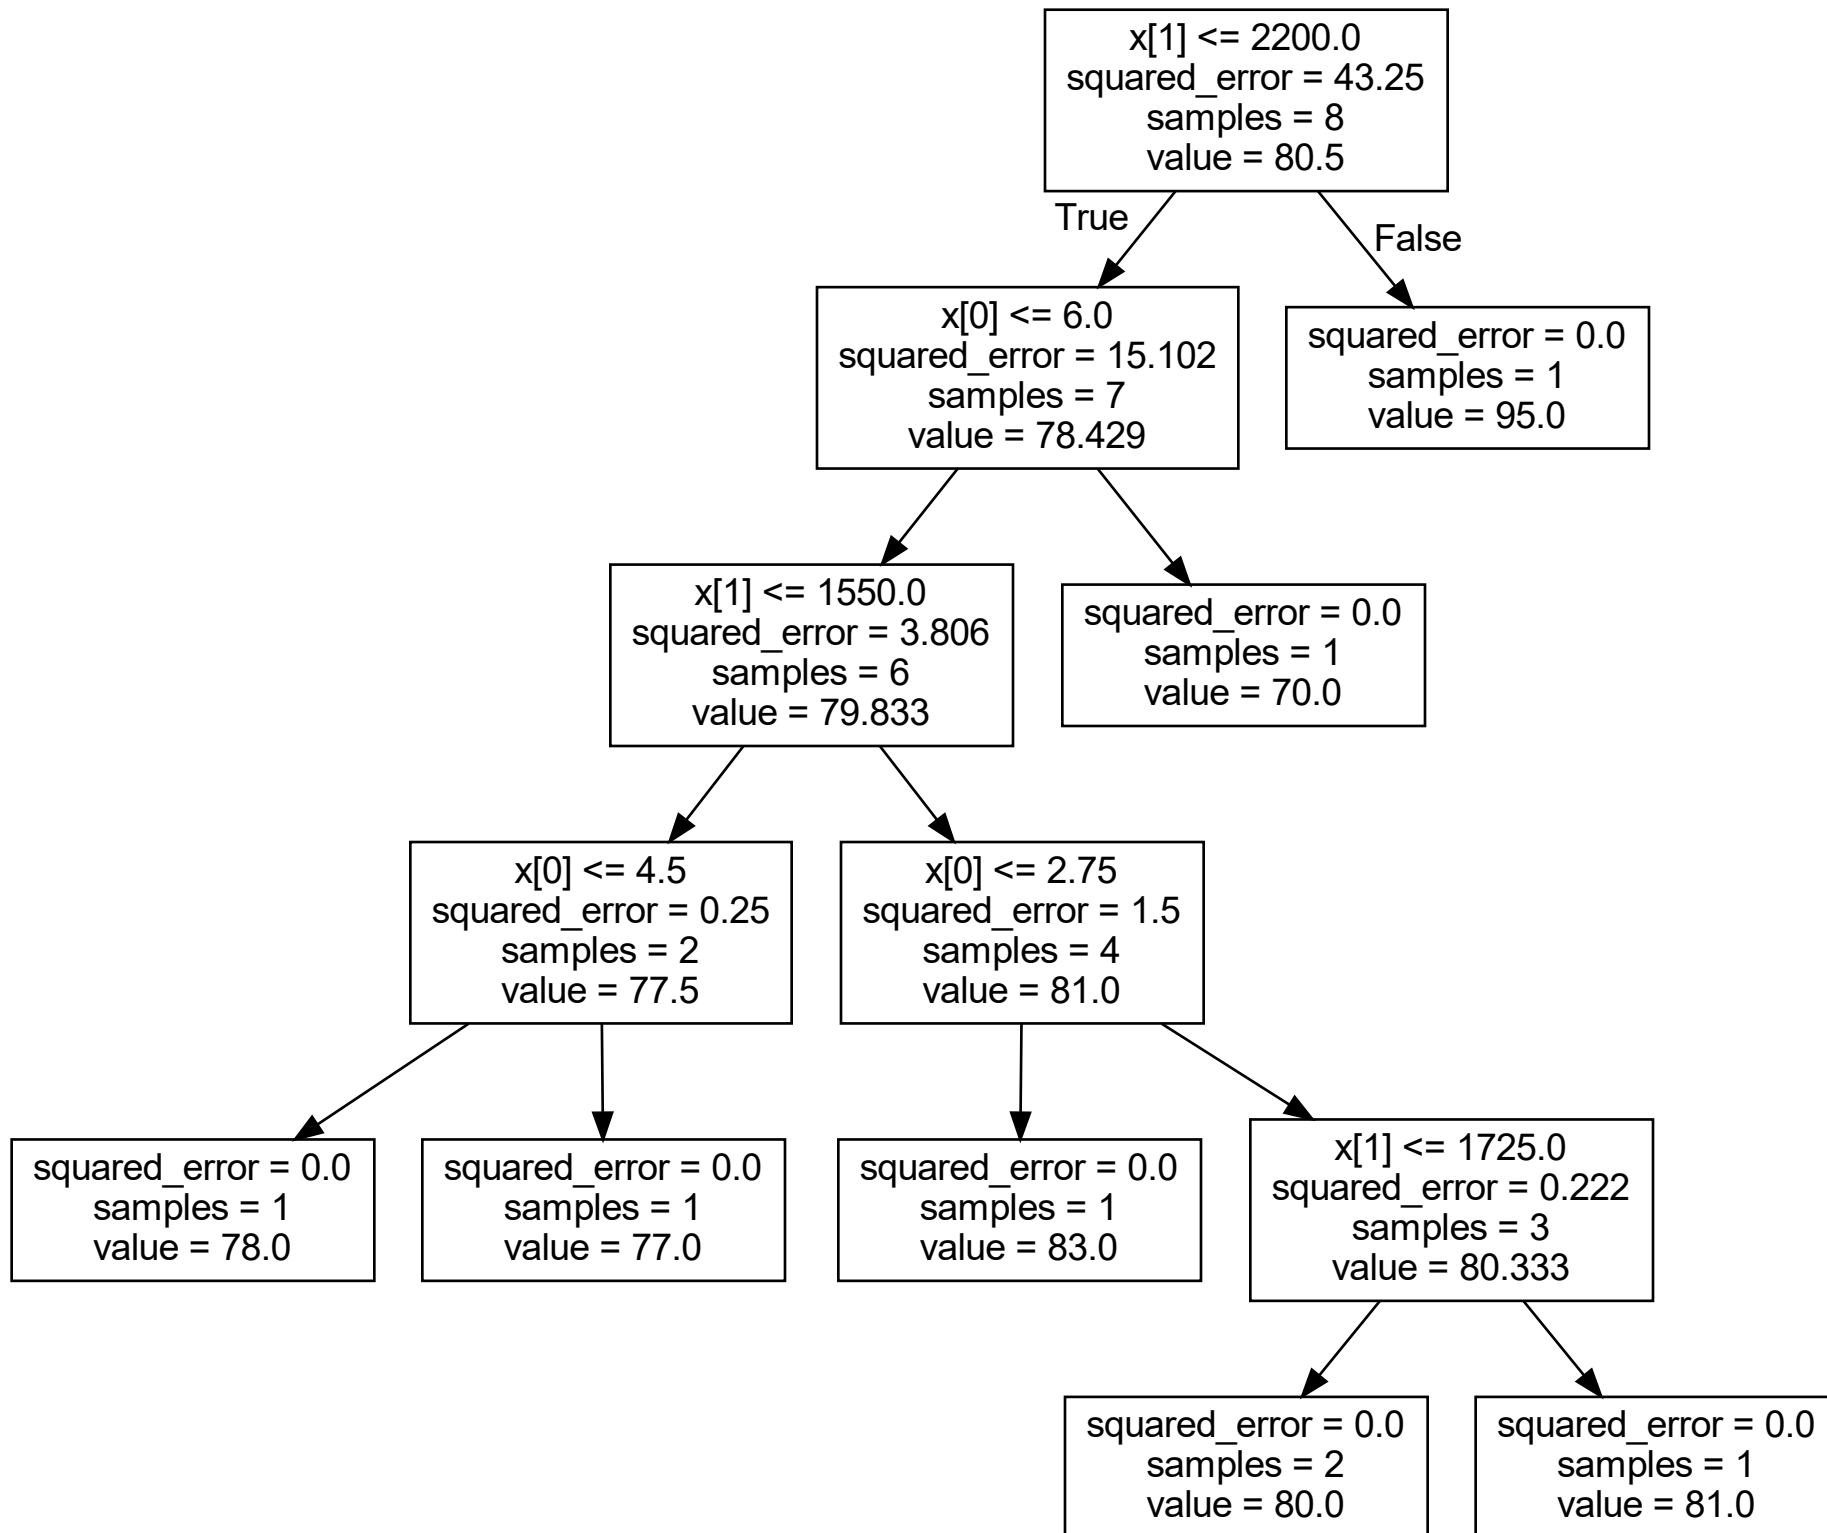 x[1] <= 2200.0
squared_error = 43.25
samples = 8
value = 80.5
True
False
x[0] <= 6.0
squared_error = 15.102
samples = 7
value = 78.429
squared_error = 0.0
samples = 1
value = 95.0
x[1] <= 1550.0
squared_error = 3.806
samples = 6
value = 79.833
squared_error = 0.0
samples = 1
value = 70.0
x[0] <= 4.5
squared_error = 0.25
samples = 2
value = 77.5
x[0] <= 2.75
squared_error = 1.5
samples = 4
value = 81.0
squared_error = 0.0
samples = 1
value = 78.0
squared_error = 0.0
samples = 1
value = 77.0
squared_error = 0.0
samples = 1
value = 83.0
x[1] <= 1725.0
squared_error = 0.222
samples = 3
value = 80.333
squared_error = 0.0
samples = 2
value = 80.0
squared_error = 0.0
samples = 1
value = 81.0